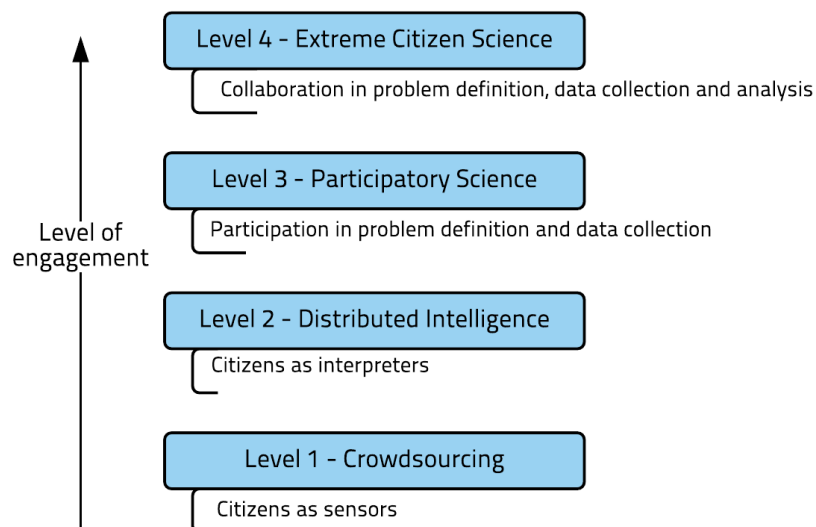 Level 4 - Extreme Citizen Science
Collaboration in problem definition, data collection and analysis
Level 3 - Participatory Science
Participation in problem definition and data collection
Level of
engagement
Level 2 - Distributed Intelligence
Citizens as interpreters
Level 1 - Crowdsourcing
Citizens as sensors